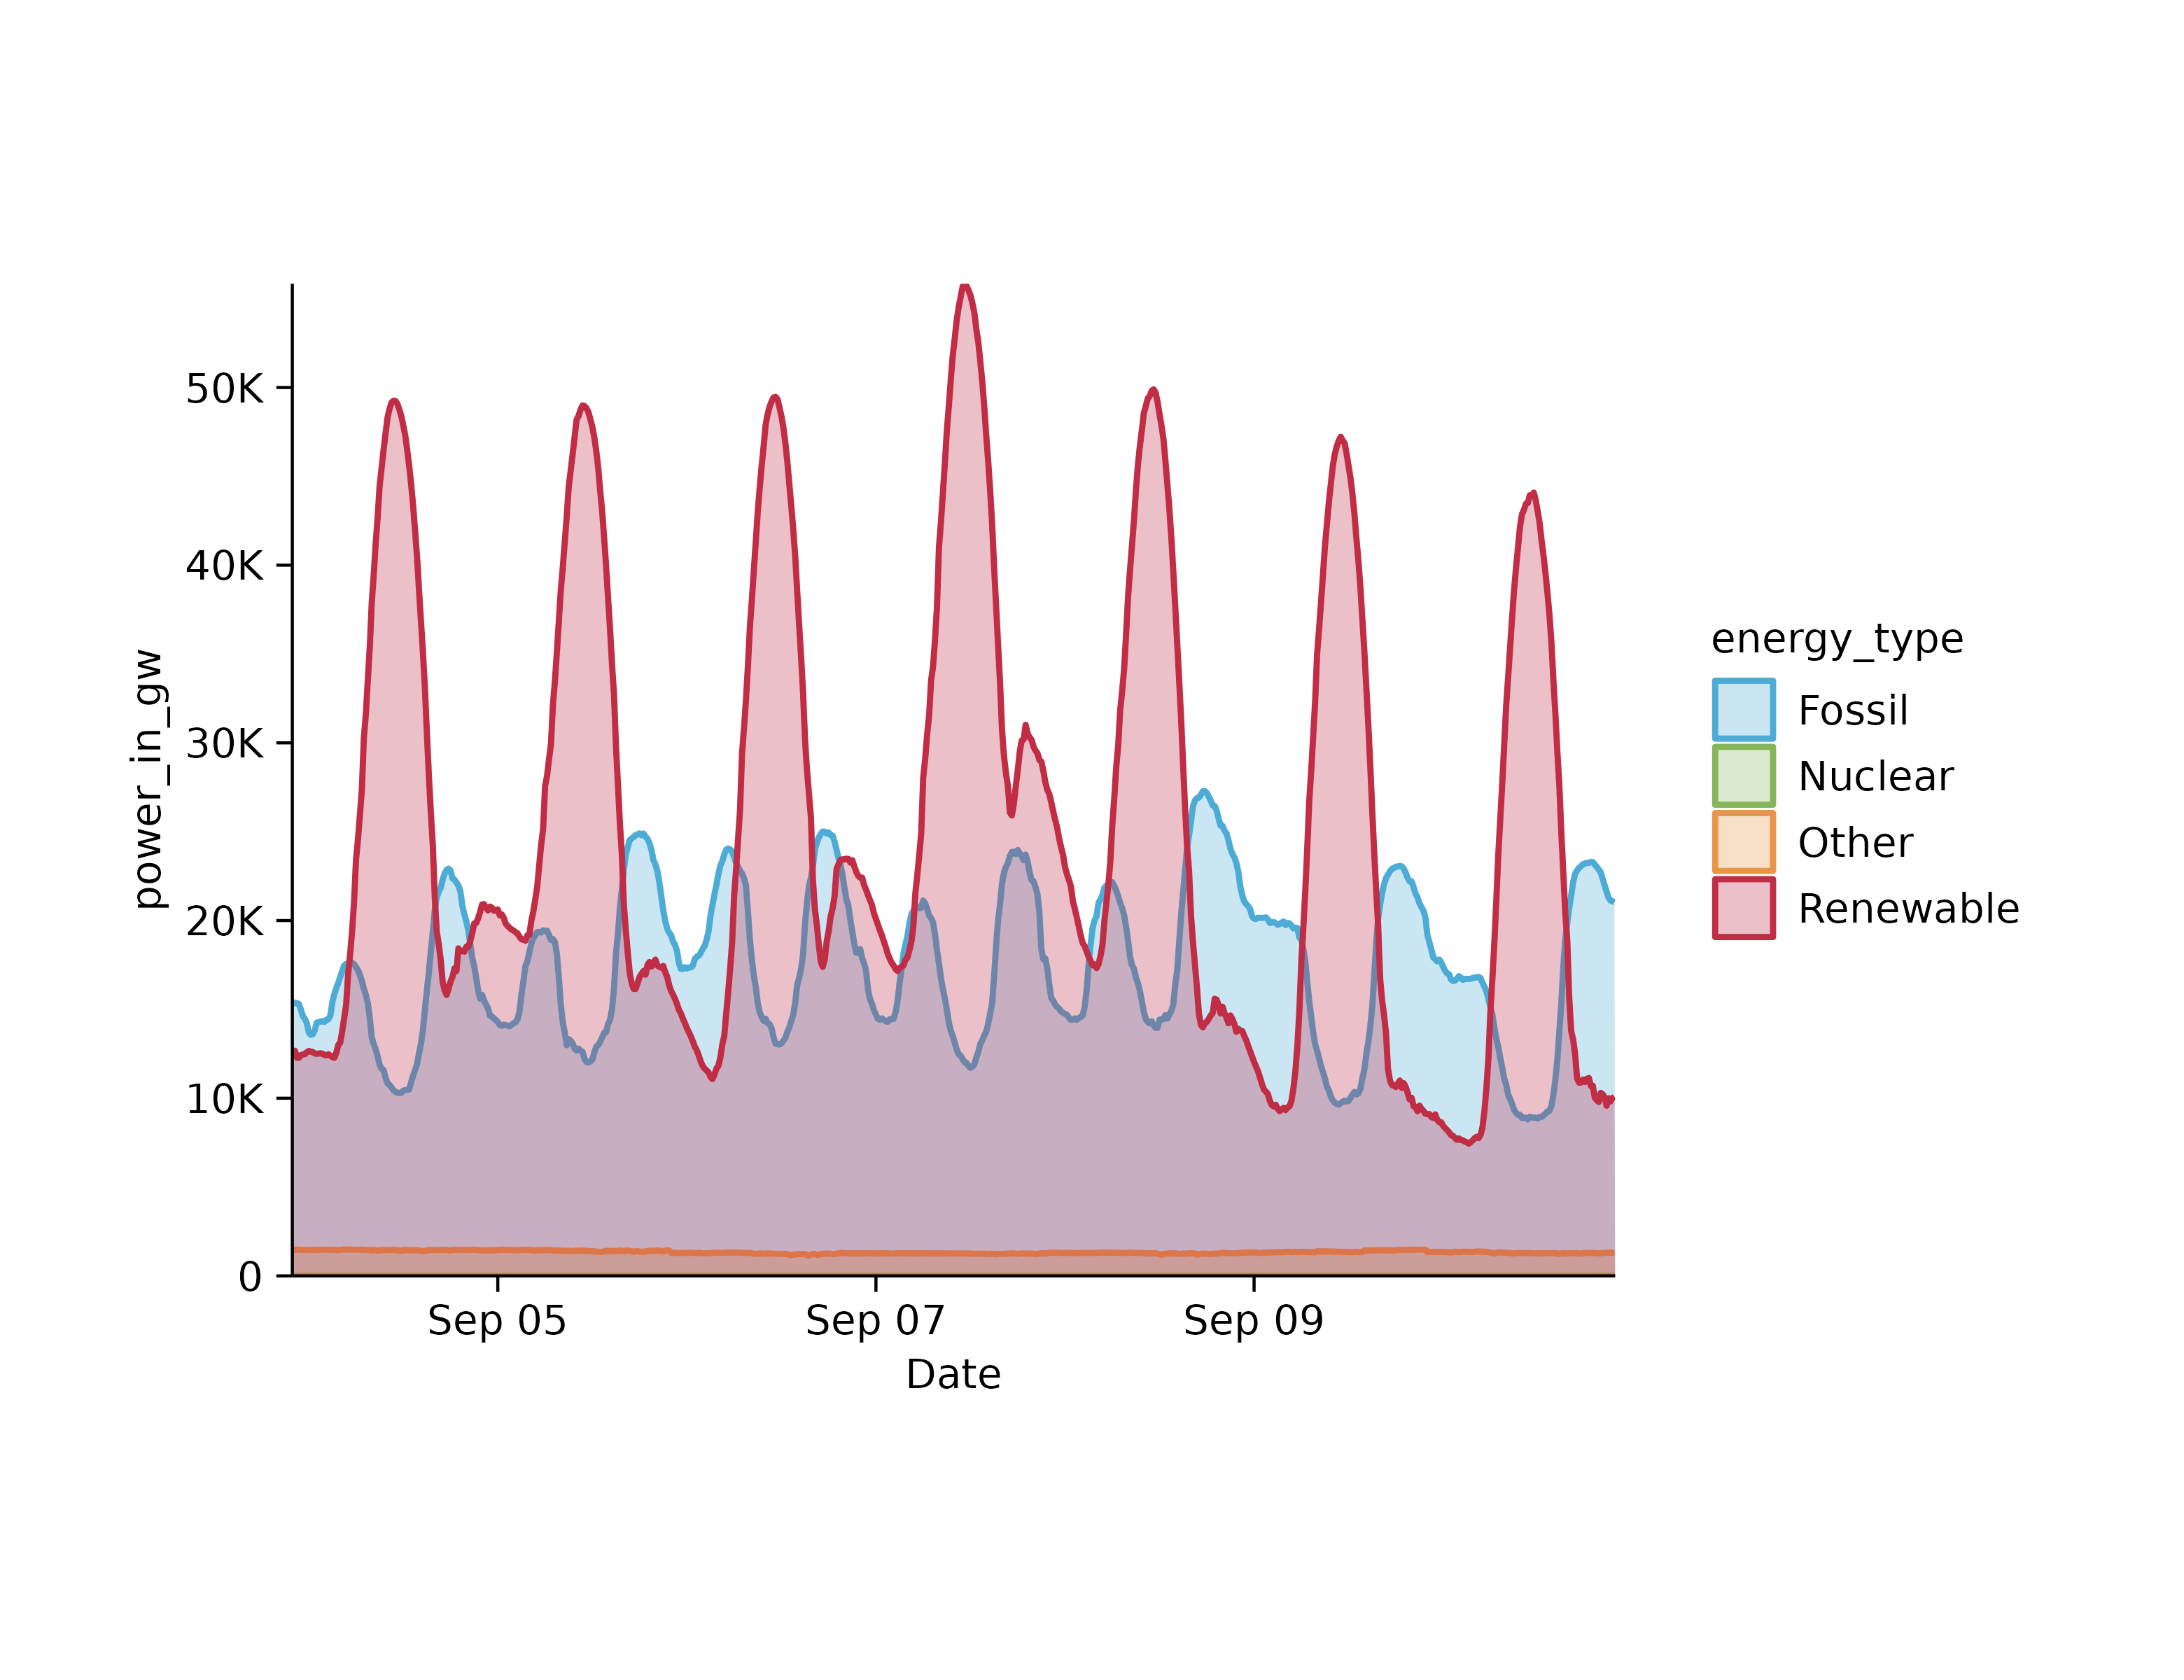 50K
40K
30K
20K
10K
0
power_in_gw
Sep 05 Sep 07 Sep 09
Date
energy_type
Fossil
Nuclear
Other
Renewable